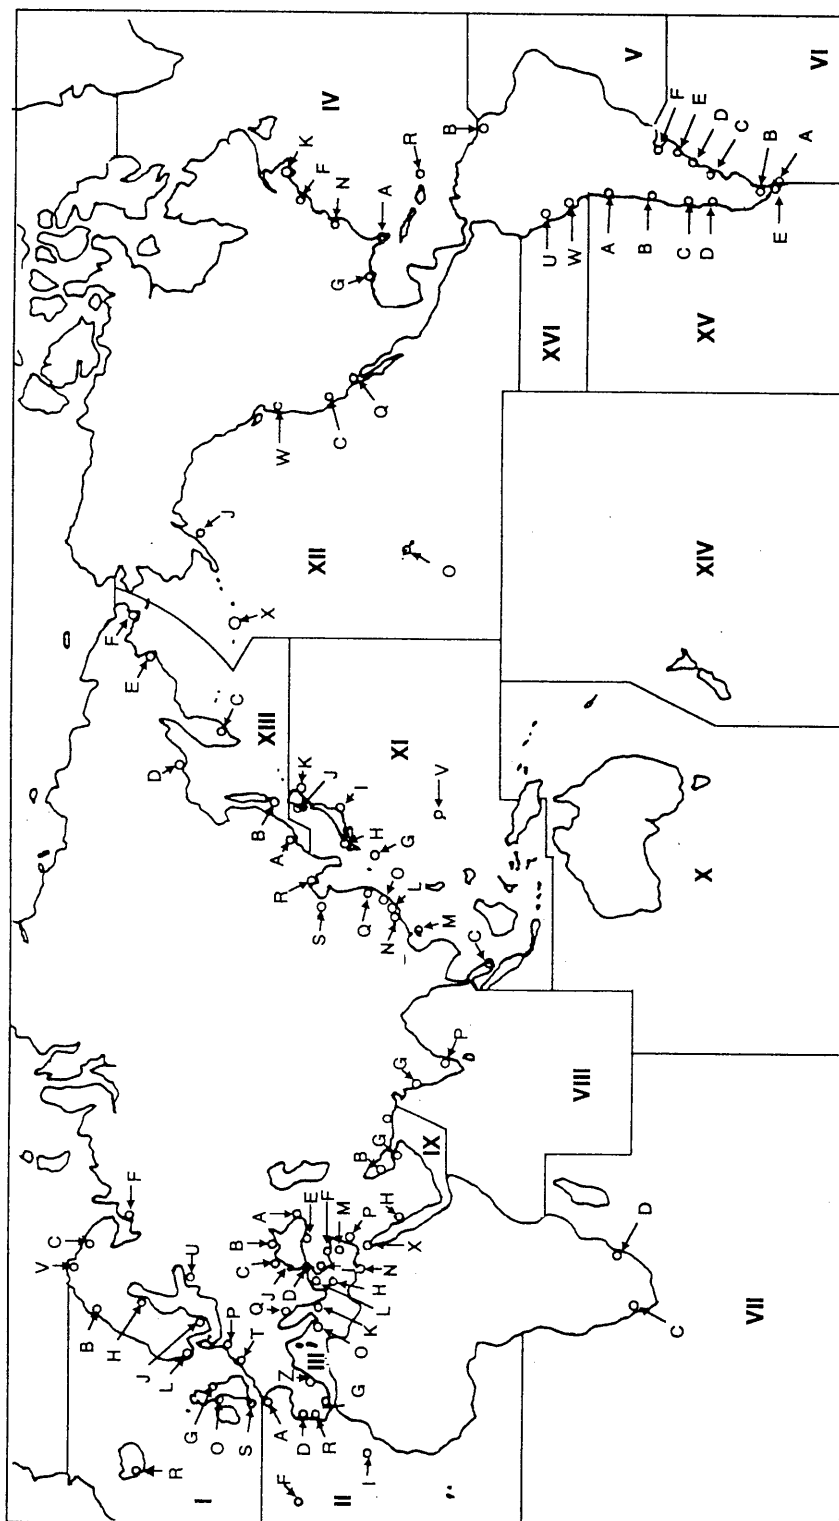 R
S
O
G
L
J
H
B
T
P
U
V
C
F
I
F
I
II
A
D
R
G
Z
III
O
K
Q
L
H
N
J
D
C
B
A
E
F
M
P
X
C
D
VII
H
B
G
IX
G
P
VIII
C
M
N
L
O
Q
S
R
G
H
I
J
K
V
XI
X
A
B
D
C
E
F
XIII
X
J
O
W
C
Q
XII
XIV
U
W
XVI
A
B
C
D
E
XV
G
A
N
F
K
R
B
IV
V
F
E
D
C
B
A
VI